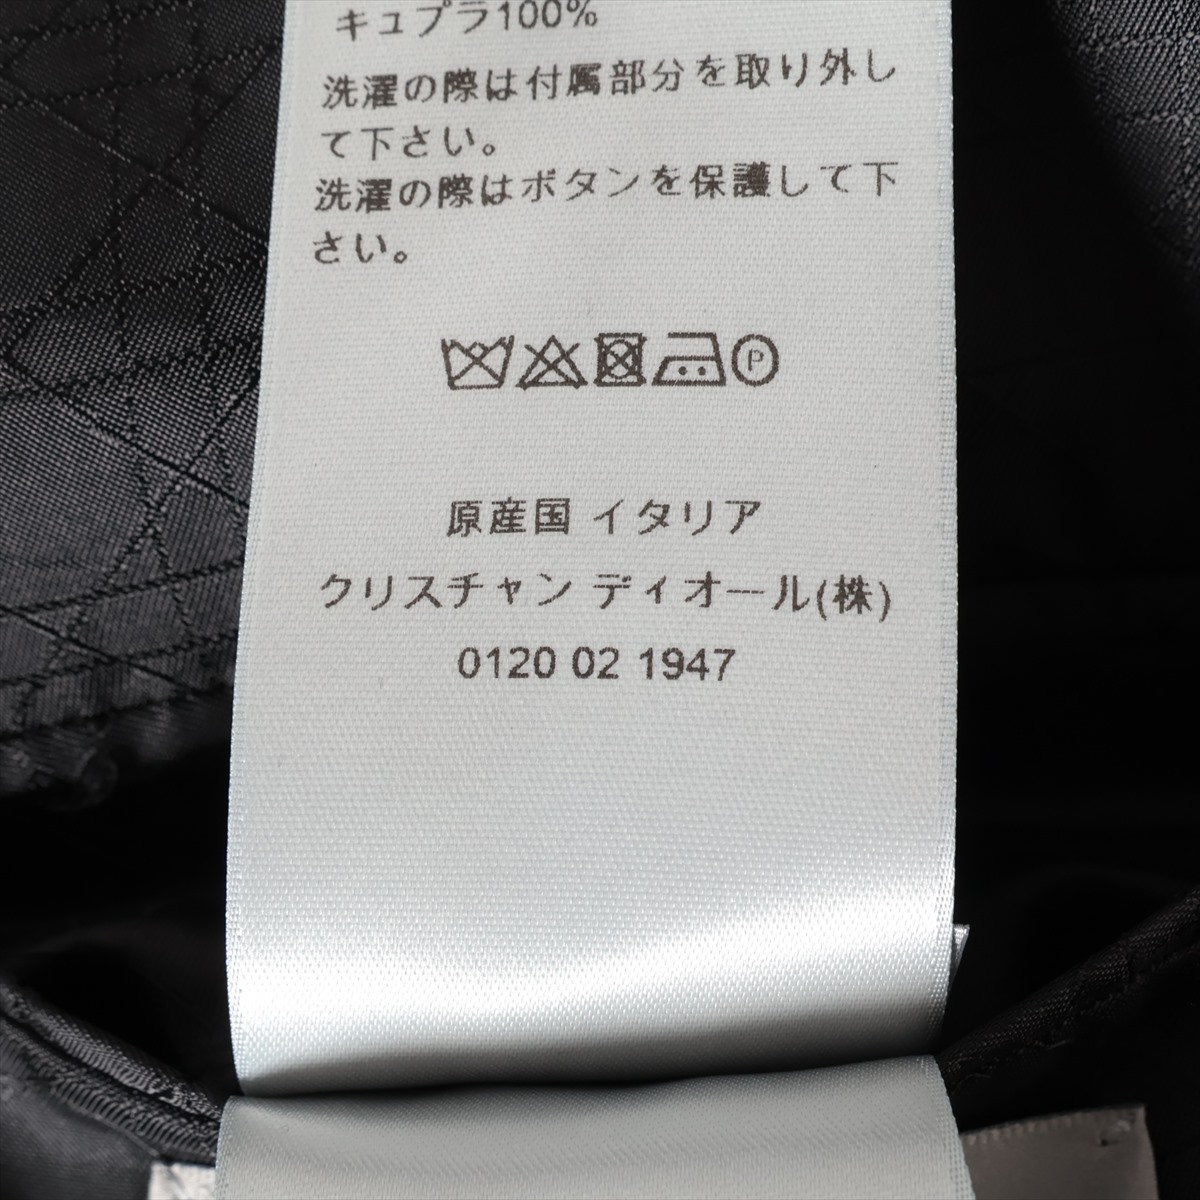 キュプラ100%
洗濯の際は付属部分を取り外し
て下さい。
洗濯の際はボタンを保護して下
さい。
P
原産国 イタリア
クリスチャン ディオール(株)
0120 02 1947